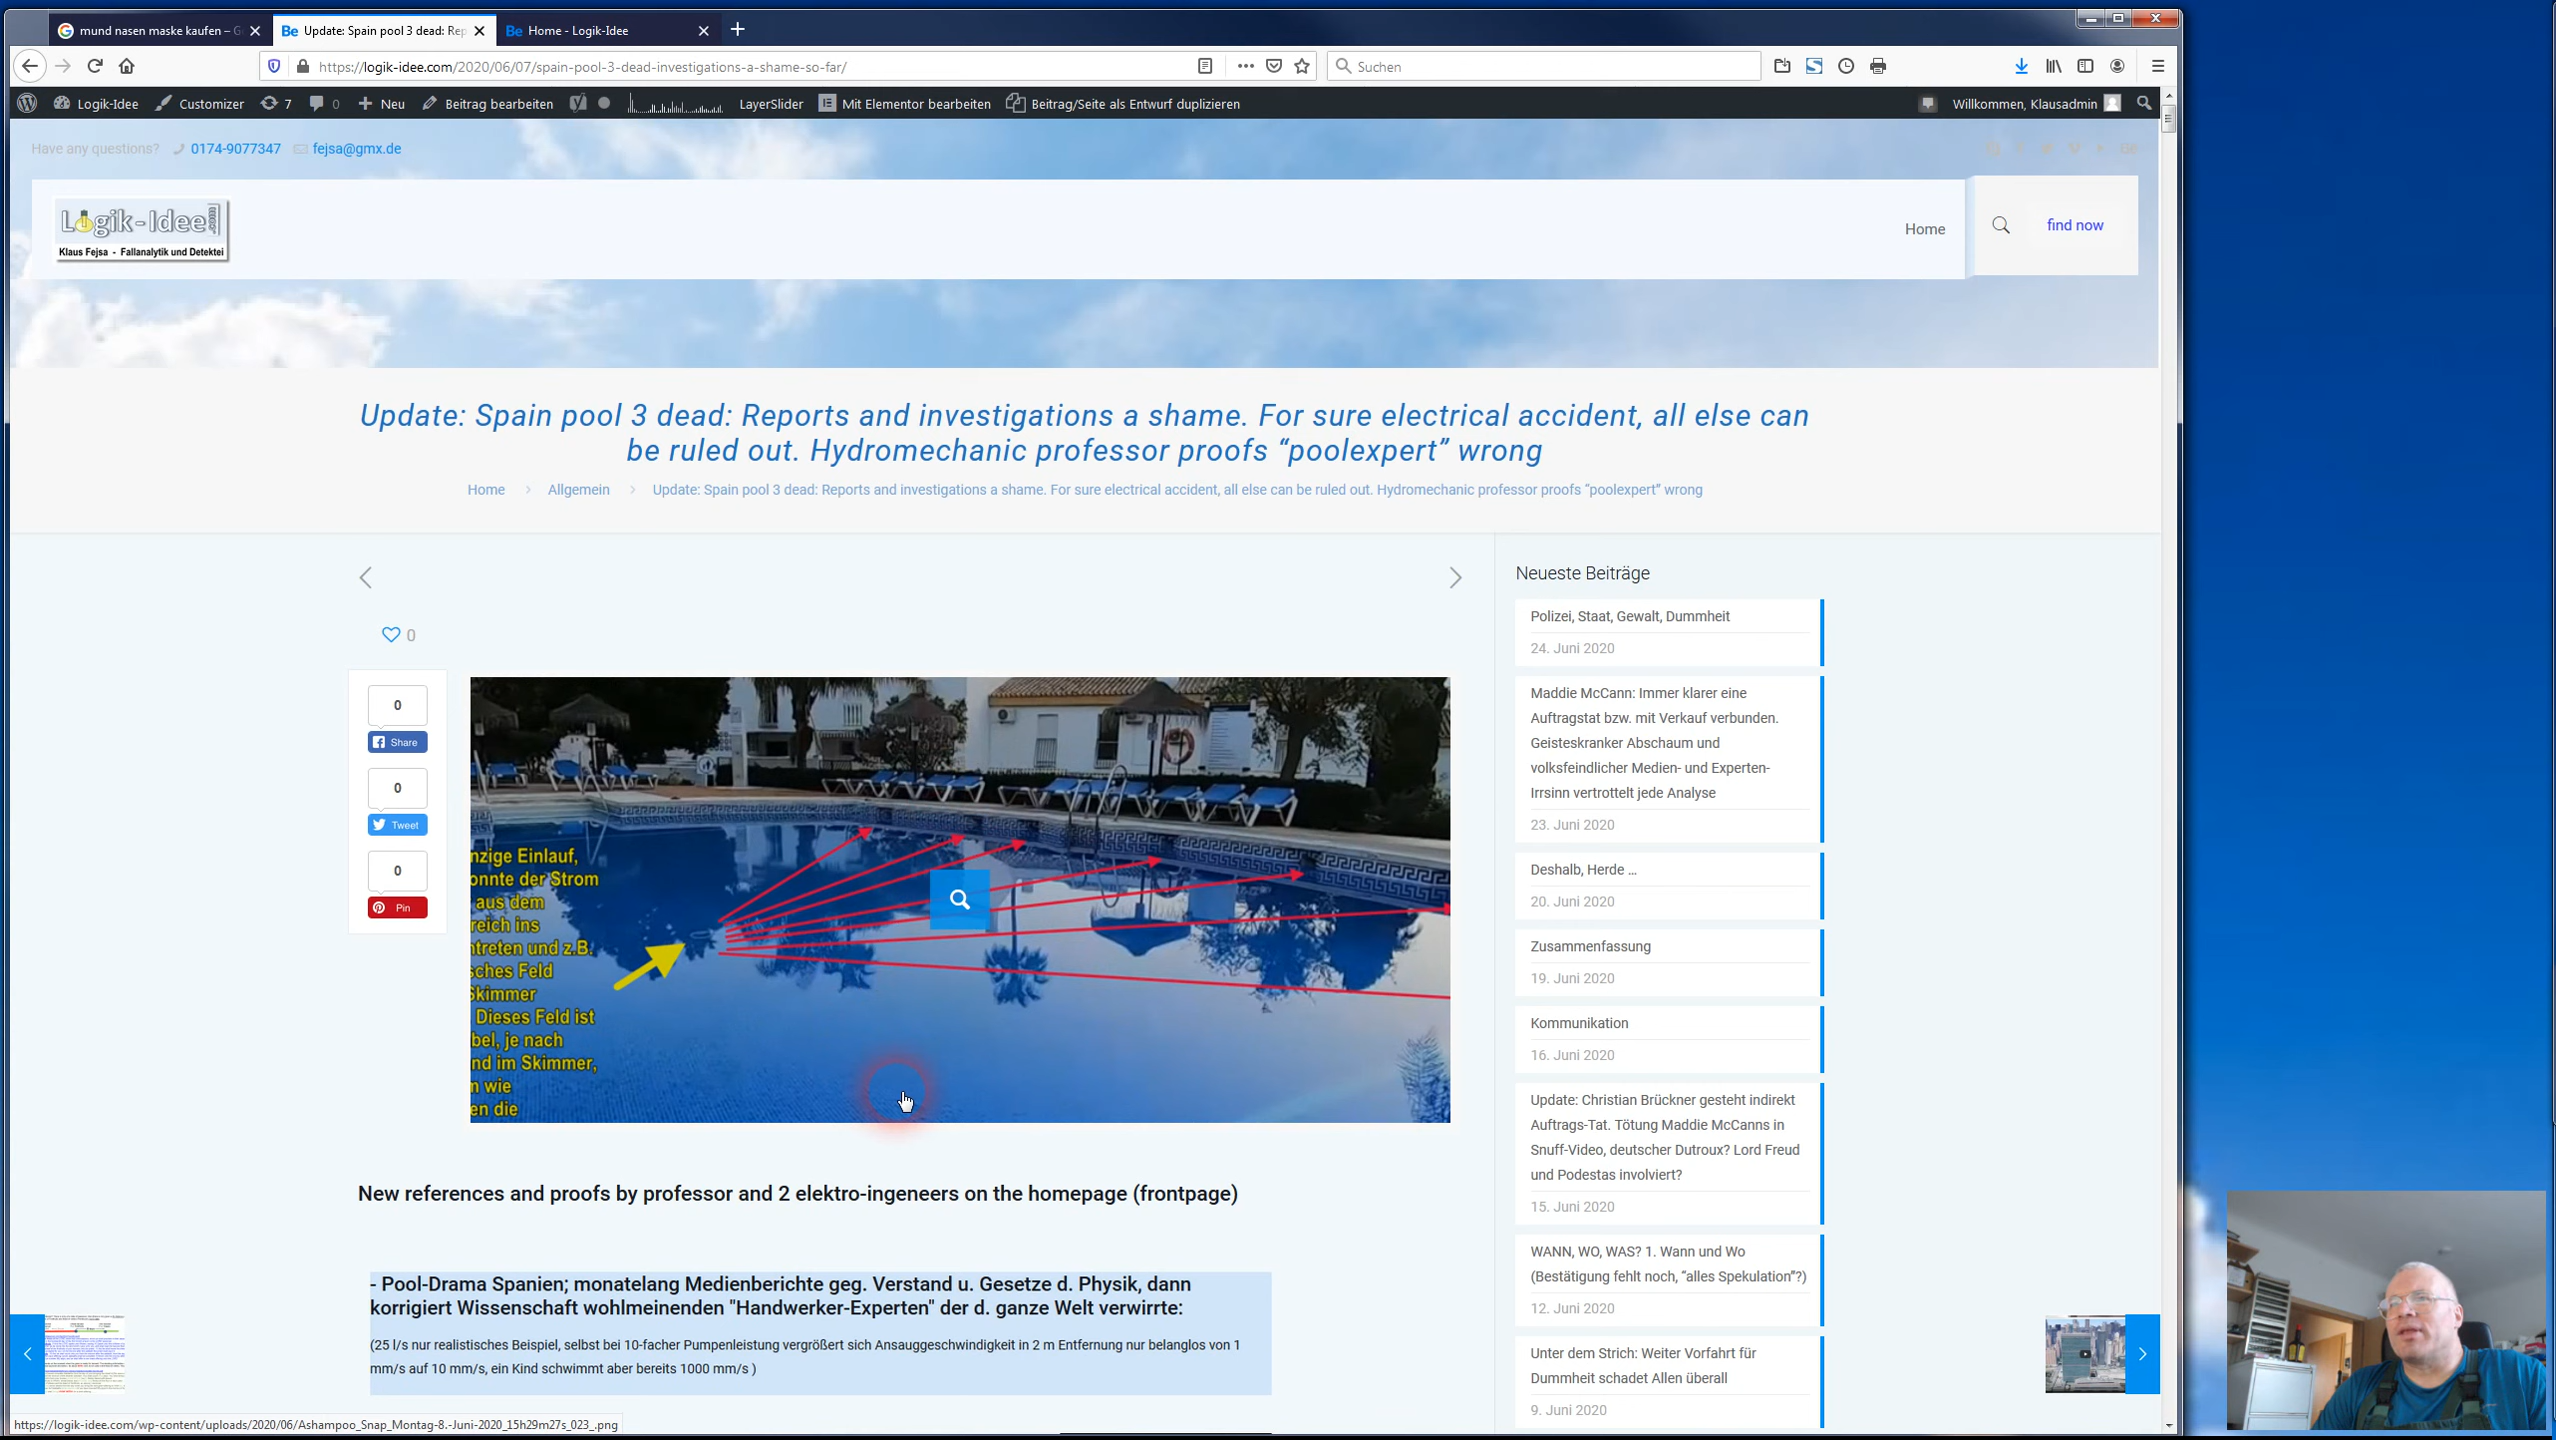 mund nasen maske kaufen – G
Update: Spain pool 3 dead: Rep
Home - Logik-Idee
https://logik-idee.com/2020/06/07/spain-pool-3-dead-investigations-a-shame-so-far/
Suchen
Logik-Idee
Customizer
7
0
Neu
Beitrag bearbeiten
LayerSlider
Mit Elementor bearbeiten
Beitrag/Seite als Entwurf duplizieren
Willkommen, Klausadmin
Have any questions?
0174-9077347
fejsa@gmx.de
Logik-Idee
Klaus Fejsa - Fallanalytik und Detektei
Home
find now
Update: Spain pool 3 dead: Reports and investigations a shame. For sure electrical accident, all else can
be ruled out. Hydromechanic professor proofs “poolexpert” wrong
Home
Allgemein
Update: Spain pool 3 dead: Reports and investigations a shame. For sure electrical accident, all else can be ruled out. Hydromechanic professor proofs “poolexpert” wrong
0
0
Share
0
Tweet
0
Pin
nzige Einlauf,
onnte der Strom
aus dem
reich ins
ntreten und z.B.
sches Feld
Skimmer
Dieses Feld ist
bel, je nach
nd im Skimmer,
n wie
en die
New references and proofs by professor and 2 elektro-ingeneers on the homepage (frontpage)
- Pool-Drama Spanien; monatelang Medienberichte geg. Verstand u. Gesetze d. Physik, dann
korrigiert Wissenschaft wohlmeinenden "Handwerker-Experten" der d. ganze Welt verwirrte:
(25 l/s nur realistisches Beispiel, selbst bei 10-facher Pumpenleistung vergrößert sich Ansauggeschwindigkeit in 2 m Entfernung nur belanglos von 1
mm/s auf 10 mm/s, ein Kind schwimmt aber bereits 1000 mm/s )
Neueste Beiträge
Polizei, Staat, Gewalt, Dummheit
24. Juni 2020
Maddie McCann: Immer klarer eine
Auftragstat bzw. mit Verkauf verbunden.
Geisteskranker Abschaum und
volksfeindlicher Medien- und Experten-
Irrsinn vertrottelt jede Analyse
23. Juni 2020
Deshalb, Herde ...
20. Juni 2020
Zusammenfassung
19. Juni 2020
Kommunikation
16. Juni 2020
Update: Christian Brückner gesteht indirekt
Auftrags-Tat. Tötung Maddie McCanns in
Snuff-Video, deutscher Dutroux? Lord Freud
und Podestas involviert?
15. Juni 2020
WANN, WO, WAS? 1. Wann und Wo
(Bestätigung fehlt noch, “alles Spekulation”?)
12. Juni 2020
Unter dem Strich: Weiter Vorfahrt für
Dummheit schadet Allen überall
9. Juni 2020
https://logik-idee.com/wp-content/uploads/2020/06/Ashampoo_Snap_Montag-8.-Juni-2020_15h29m27s_023_.png